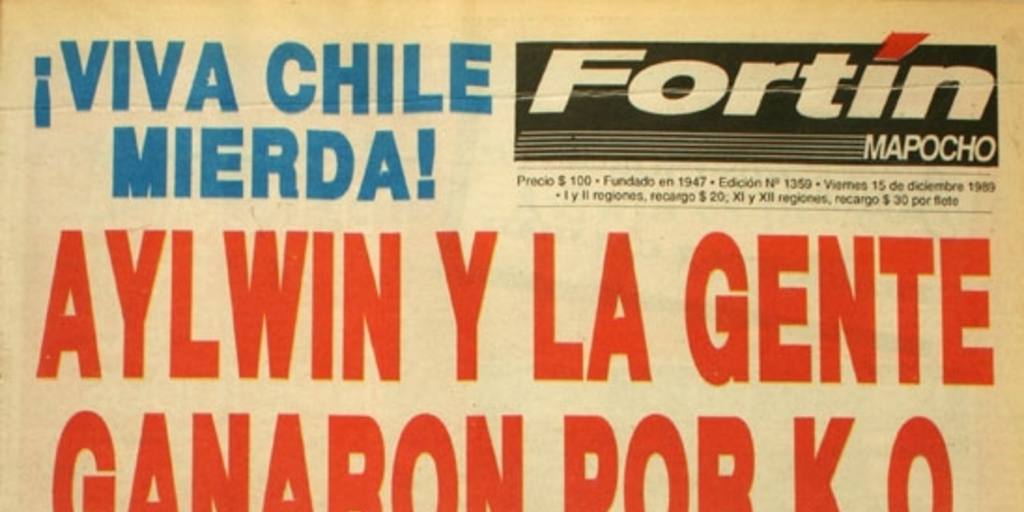 ¡VIVA CHILE
MIERDA!
Fortín
MAPOCHO
Precio $ 100 • Fundado en 1947 • Edición Nº 1359 • Viernes 15 de diciembre 1989
• I y II regiones, recargo $ 20; XI y XII regiones, recargo $ 30 por flete
AYLWIN Y LA GENTE
GANARON POR K.O.